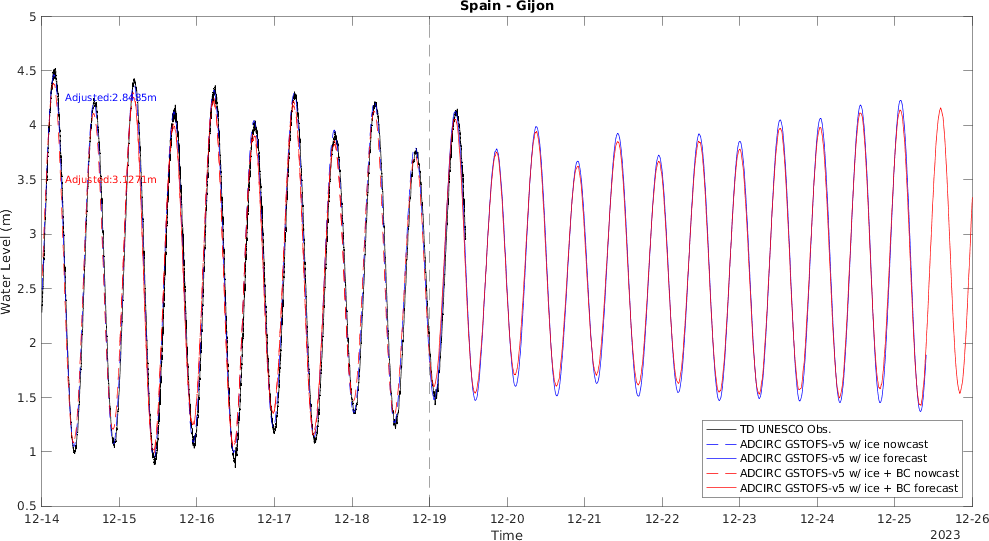 Spain - Gijon
5
4.5
4
3.5
3
2.5
2
1.5
1
0.5
Water Level (m)
Adjusted:2.8485m
Adjusted:3.1271m
TD UNESCO Obs.
ADCIRC GSTOFS-v5 w/ ice nowcast
ADCIRC GSTOFS-v5 w/ ice forecast
ADCIRC GSTOFS-v5 w/ ice + BC nowcast
ADCIRC GSTOFS-v5 w/ ice + BC forecast
12-14 12-15 12-16 12-17 12-18 12-19 12-20 12-21 12-22 12-23 12-24 12-25 12-26
Time
2023